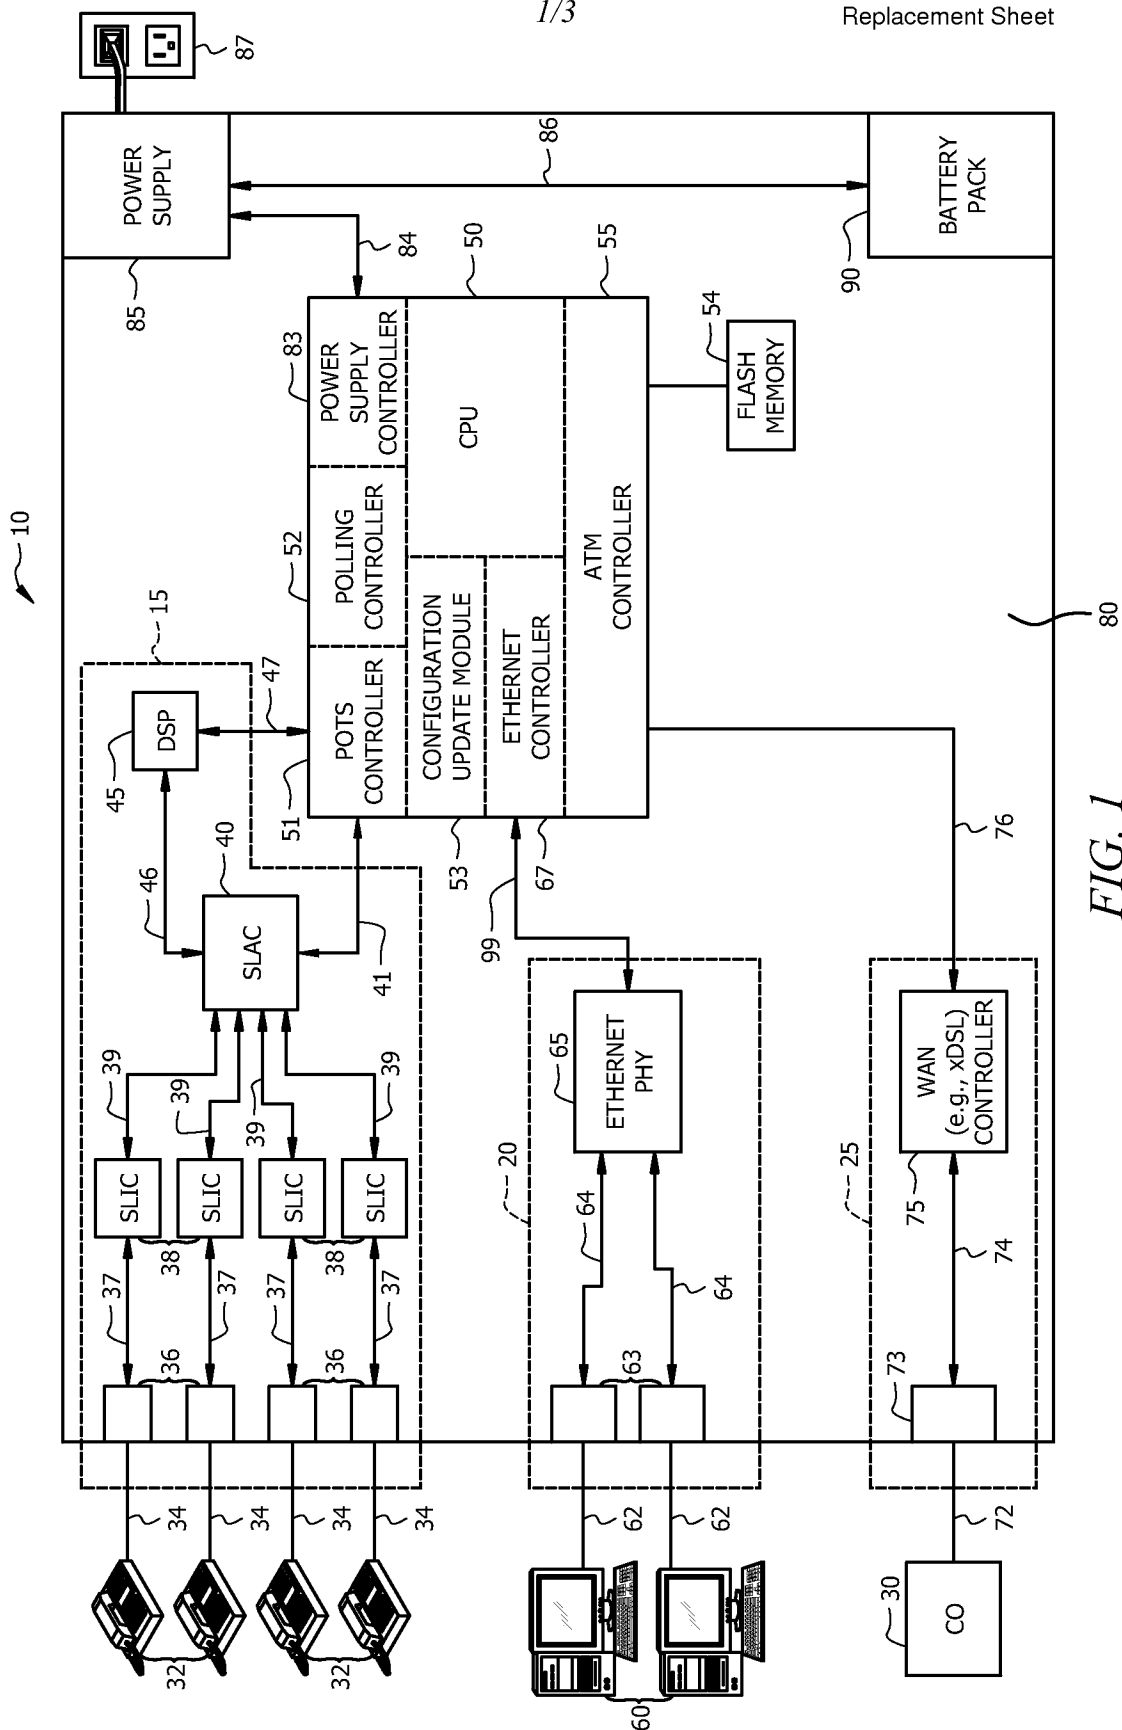 1/3
Replacement Sheet
10
87
POWER
SUPPLY
85
86
84
BATTERY
PACK
90
15
DSP
45
47
46
SLAC
40
41
39
39
39
39
SLIC
SLIC
SLIC
SLIC
38
38
37
37
37
37
36
36
34
34
34
34
32
32
POTS
CONTROLLER
51
POLLING
CONTROLLER
52
POWER
SUPPLY
CONTROLLER
83
CONFIGURATION
UPDATE MODULE
53
CPU
50
ETHERNET
CONTROLLER
67
ATM
CONTROLLER
55
FLASH
MEMORY
54
99
20
ETHERNET
PHY
65
64
64
63
62
62
60
76
80
25
WAN
(e.g., xDSL)
CONTROLLER
75
74
73
72
CO
30
FIG. 1